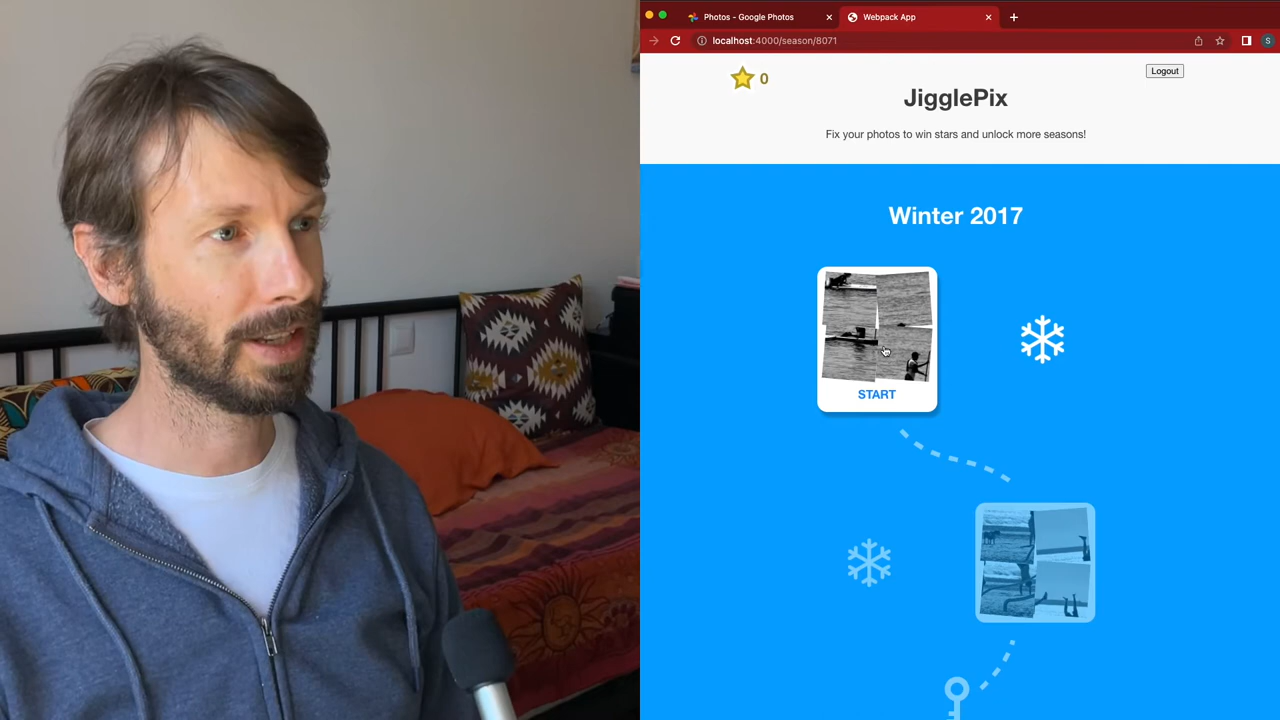 Photos - Google Photos
Webpack App
localhost:4000/season/8071
S
0
Logout
JigglePix
Fix your photos to win stars and unlock more seasons!
Winter 2017
START